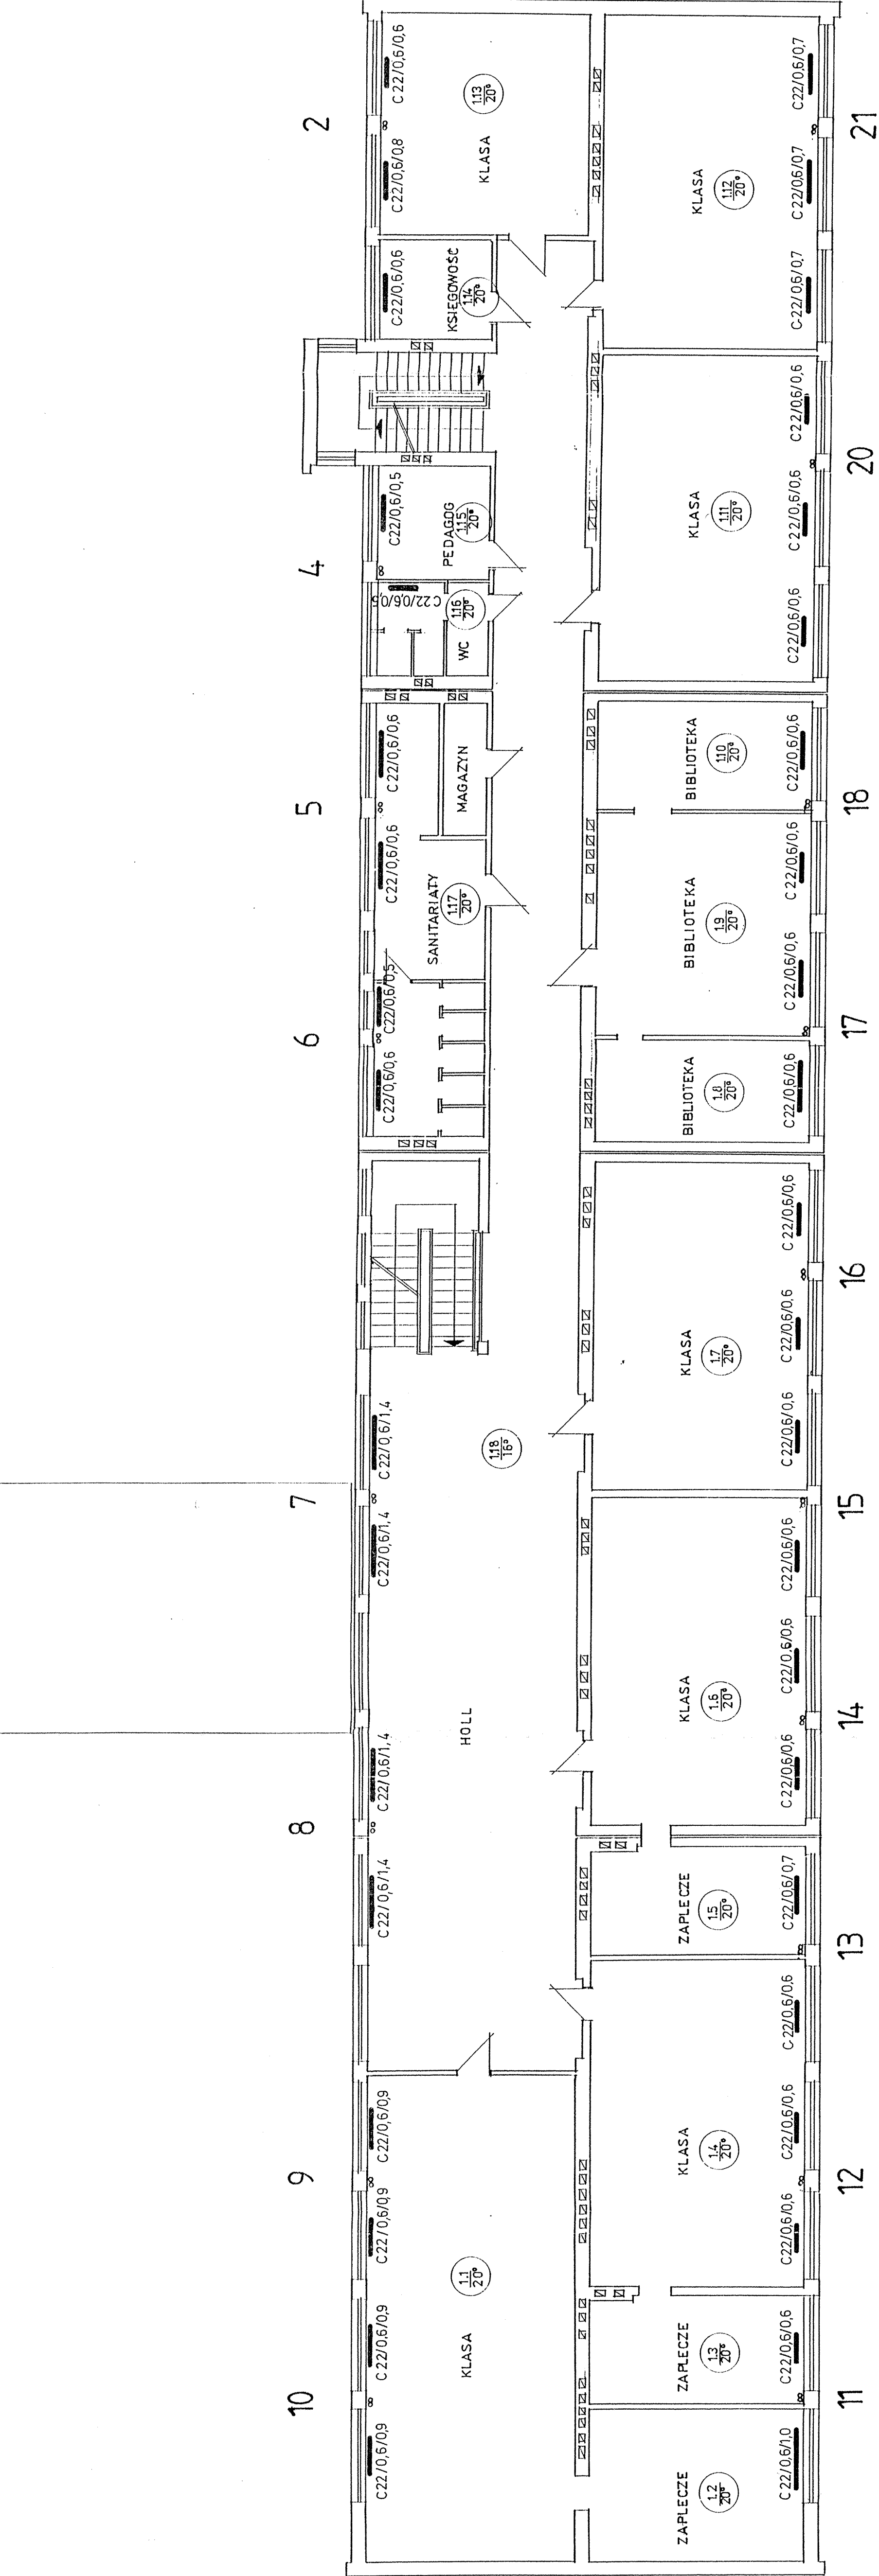 2
C22/0,6/0,6
C22/0,6/0,8
KLASA
1.13
20°
C22/0,6/0,6
KSIĘGOWOŚĆ
1.14
20°
4
C22/0,6/0,5
PEDAGOG
1.15
20°
C22/0,6/0,5
1.16
20°
WC
5
C22/0,6/0,6
C22/0,6/0,6
MAGAZYN
SANITARIATY
1.17
20°
6
C22/0,6/0,5
C22/0,6/0,6
7
C22/0,6/1,4
C22/0,6/1,4
1.18
16°
HOLL
8
C22/0,6/1,4
C22/0,6/1,4
9
C22/0,6/0,9
C22/0,6/0,9
10
C22/0,6/0,9
C22/0,6/0,9
KLASA
1.1
20°
21
C22/0,6/0,7
C22/0,6/0,7
C22/0,6/0,7
KLASA
1.12
20°
20
C22/0,6/0,6
C22/0,6/0,6
C22/0,6/0,6
KLASA
1.11
20°
18
BIBLIOTEKA
1.10
20°
C22/0,6/0,6
BIBLIOTEKA
1.9
20°
C22/0,6/0,6
C22/0,6/0,6
17
BIBLIOTEKA
1.8
20°
C22/0,6/0,6
16
KLASA
1.7
20°
C22/0,6/0,6
C22/0,6/0,6
C22/0,6/0,6
15
KLASA
1.6
20°
C22/0,6/0,6
C22/0,6/0,6
C22/0,6/0,6
14
ZAPLECZE
1.5
20°
C22/0,6/0,7
13
KLASA
1.4
20°
C22/0,6/0,6
C22/0,6/0,6
C22/0,6/0,6
12
ZAPLECZE
1.3
20°
C22/0,6/0,6
11
ZAPLECZE
1.2
20°
C22/0,6/1,0